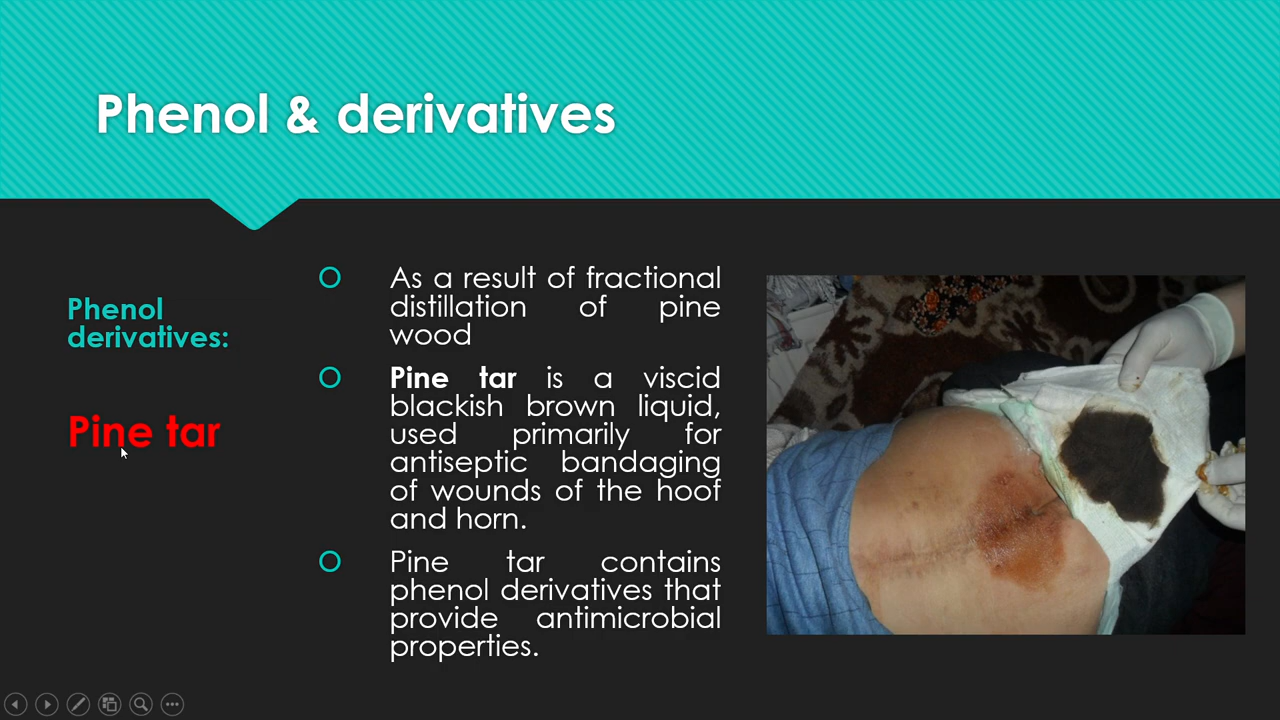 Phenol & derivatives
Phenol
derivatives:
Pine tar
As a result of fractional
distillation of pine
wood
Pine tar is a viscid
blackish brown liquid,
used primarily for
antiseptic bandaging
of wounds of the hoof
and horn.
Pine tar contains
phenol derivatives that
provide antimicrobial
properties.